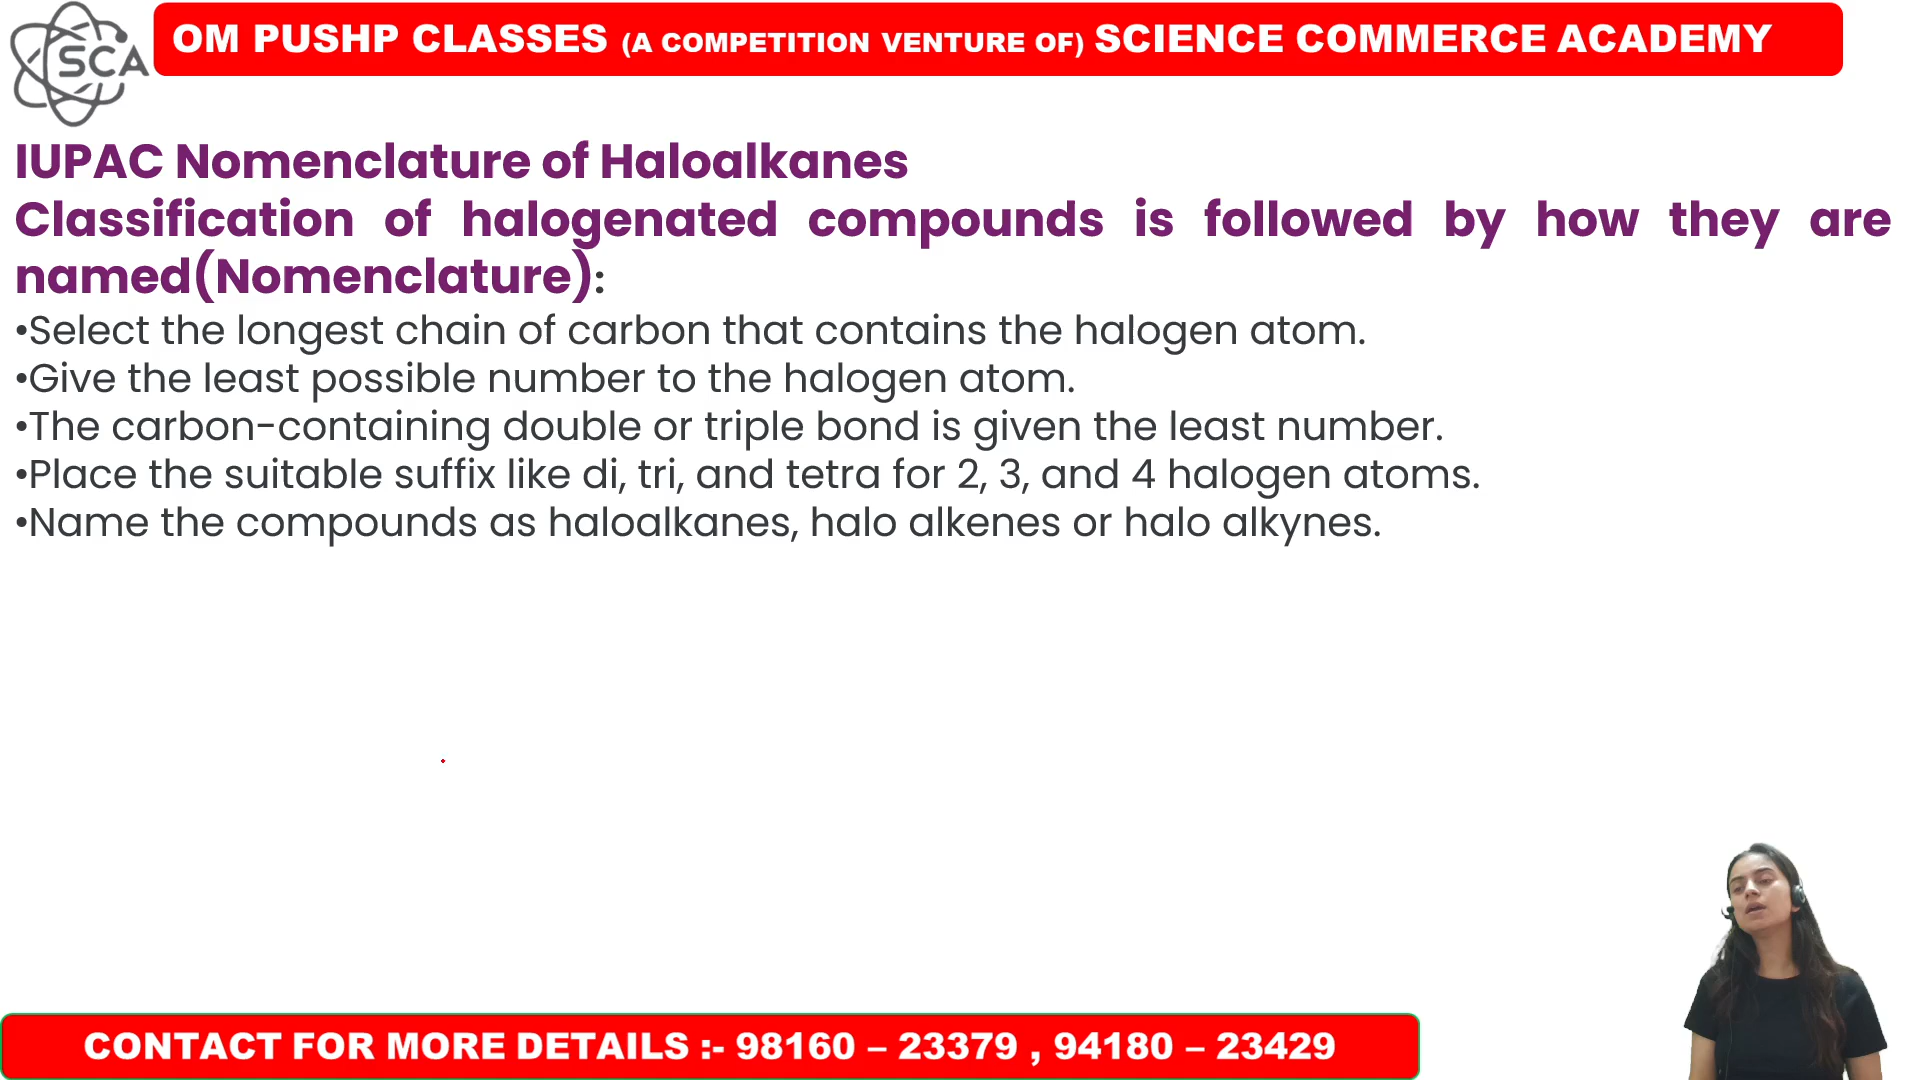 SCA
OM PUSHP CLASSES (A COMPETITION VENTURE OF) SCIENCE COMMERCE ACADEMY
IUPAC Nomenclature of Haloalkanes
Classification of halogenated compounds is followed by how they are
named(Nomenclature):
•Select the longest chain of carbon that contains the halogen atom.
•Give the least possible number to the halogen atom.
•The carbon-containing double or triple bond is given the least number.
•Place the suitable suffix like di, tri, and tetra for 2, 3, and 4 halogen atoms.
•Name the compounds as haloalkanes, halo alkenes or halo alkynes.
CONTACT FOR MORE DETAILS :- 98160 – 23379 , 94180 – 23429